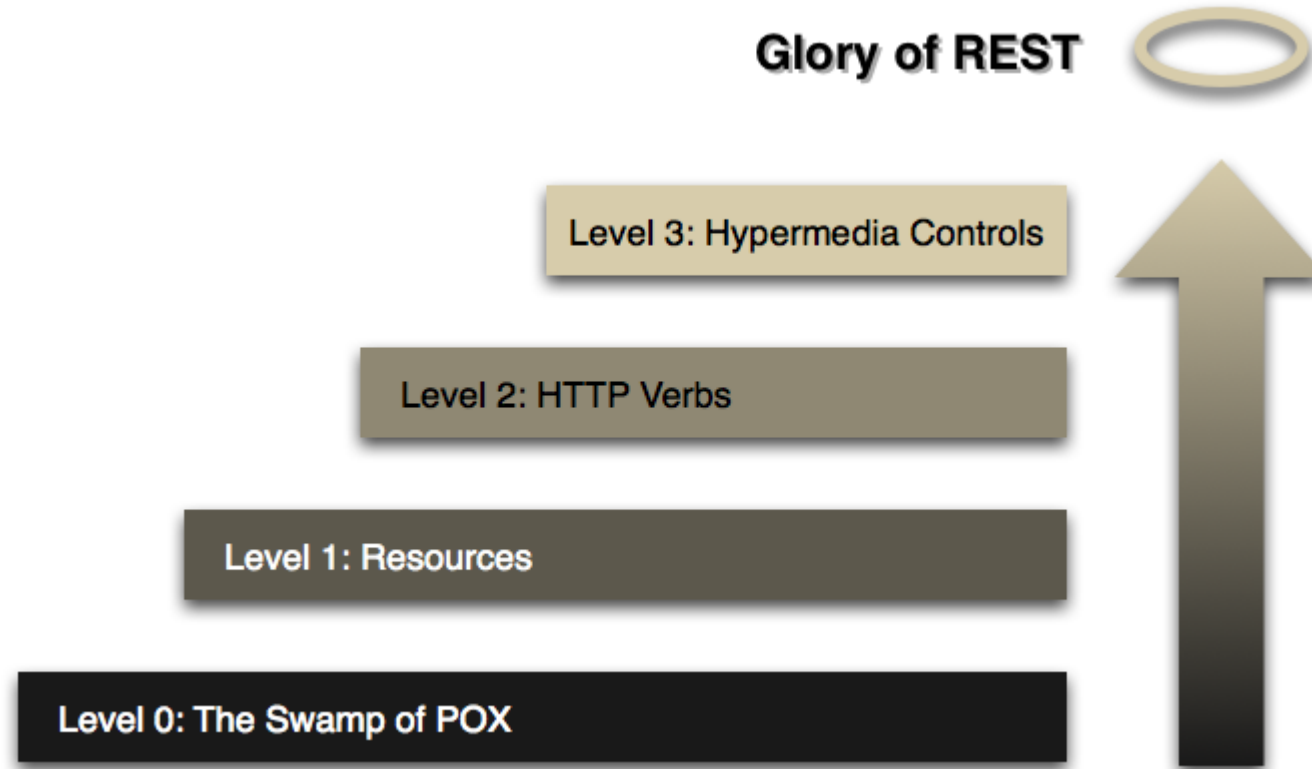 Glory of REST
Level 3: Hypermedia Controls
Level 2: HTTP Verbs
Level 1: Resources
Level 0: The Swamp of POX